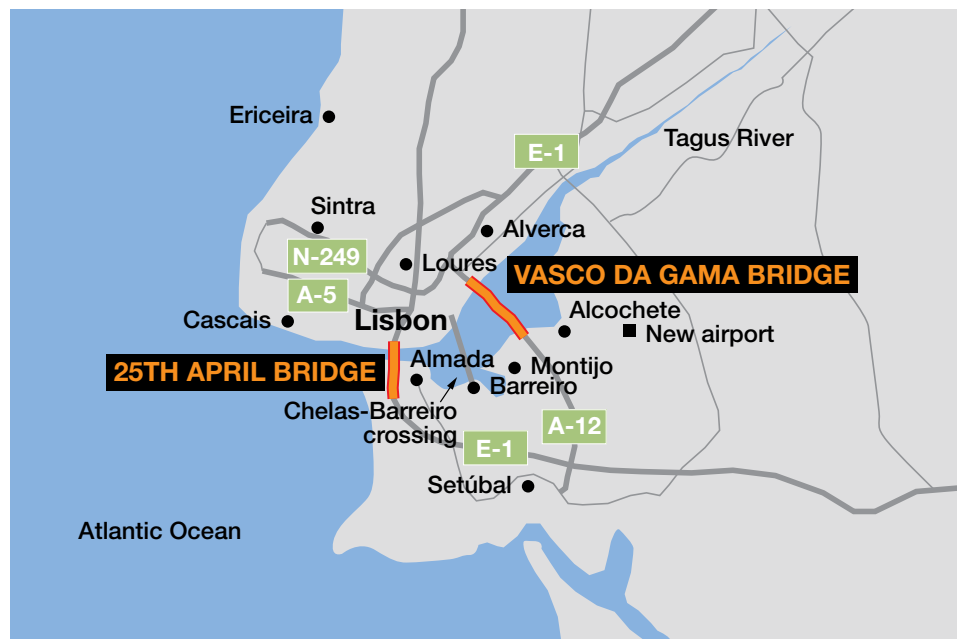 Ericeira
Tagus River
E-1
Sintra
Alverca
N-249
Loures
VASCO DA GAMA BRIDGE
A-5
Alcochete
Cascais
Lisbon
New airport
Almada
Montijo
25TH APRIL BRIDGE
Barreiro
Chelas-Barreiro
crossing
A-12
E-1
Setúbal
Atlantic Ocean